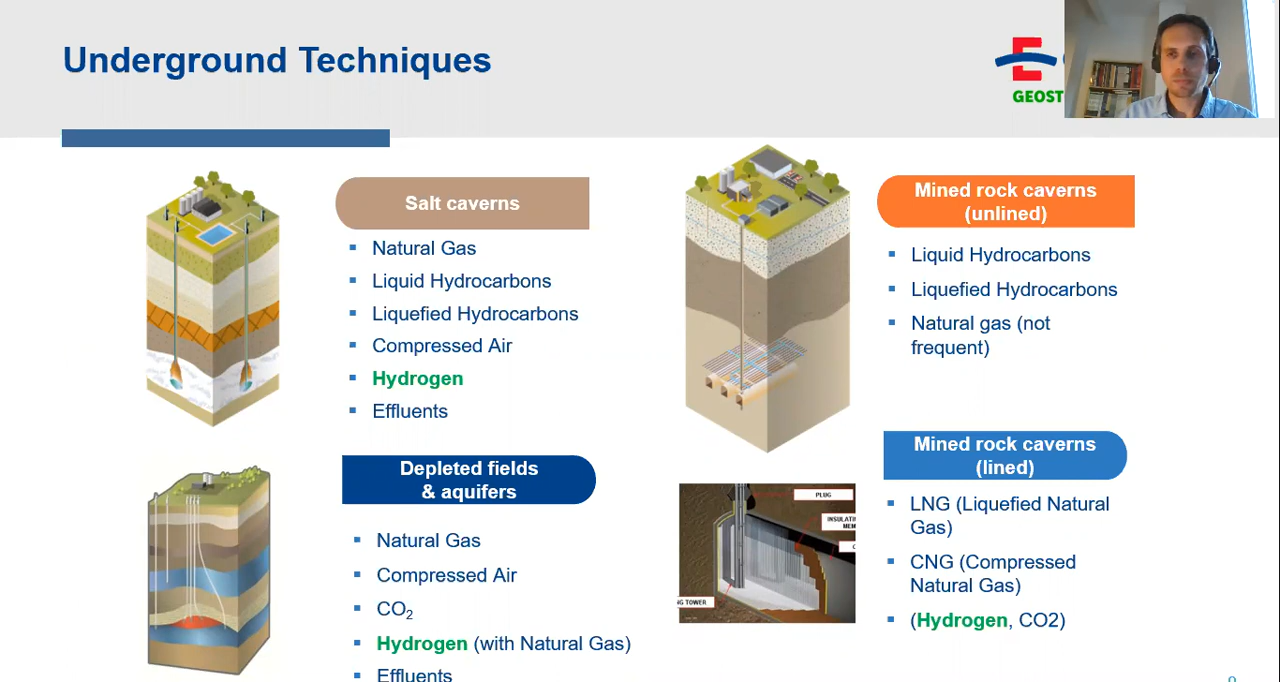 Underground Techniques
GEOST
Salt caverns
Natural Gas
Liquid Hydrocarbons
Liquefied Hydrocarbons
Compressed Air
Hydrogen
Effluents
Depleted fields
& aquifers
Natural Gas
Compressed Air
CO₂
Hydrogen (with Natural Gas)
Effluents
Mined rock caverns
(unlined)
Liquid Hydrocarbons
Liquefied Hydrocarbons
Natural gas (not
frequent)
Mined rock caverns
(lined)
PLUG
LNG (Liquefied Natural
Gas)
CNG (Compressed
Natural Gas)
(Hydrogen, CO2)
TOWER